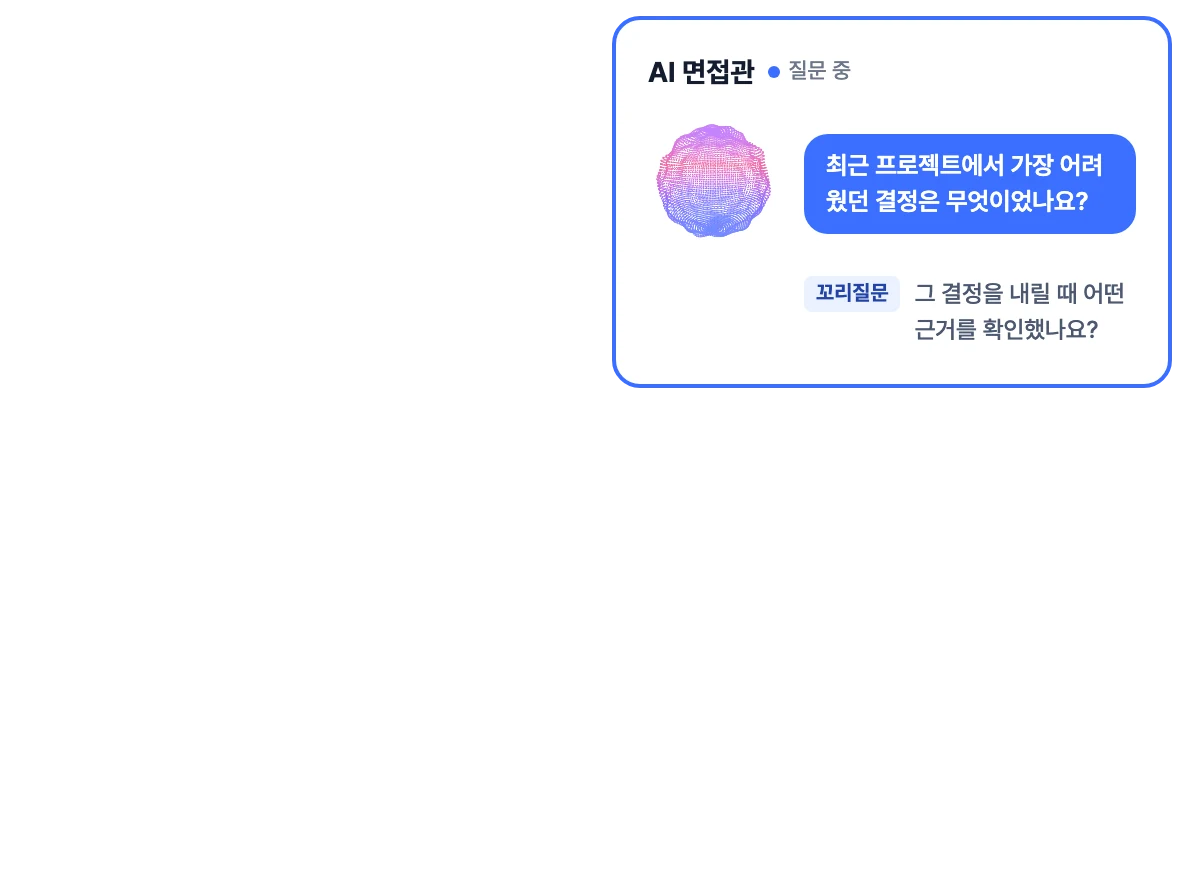 AI 면접관 질문 중
최근 프로젝트에서 가장 어려
웠던 결정은 무엇이었나요?
꼬리질문 그 결정을 내릴 때 어떤
근거를 확인했나요?